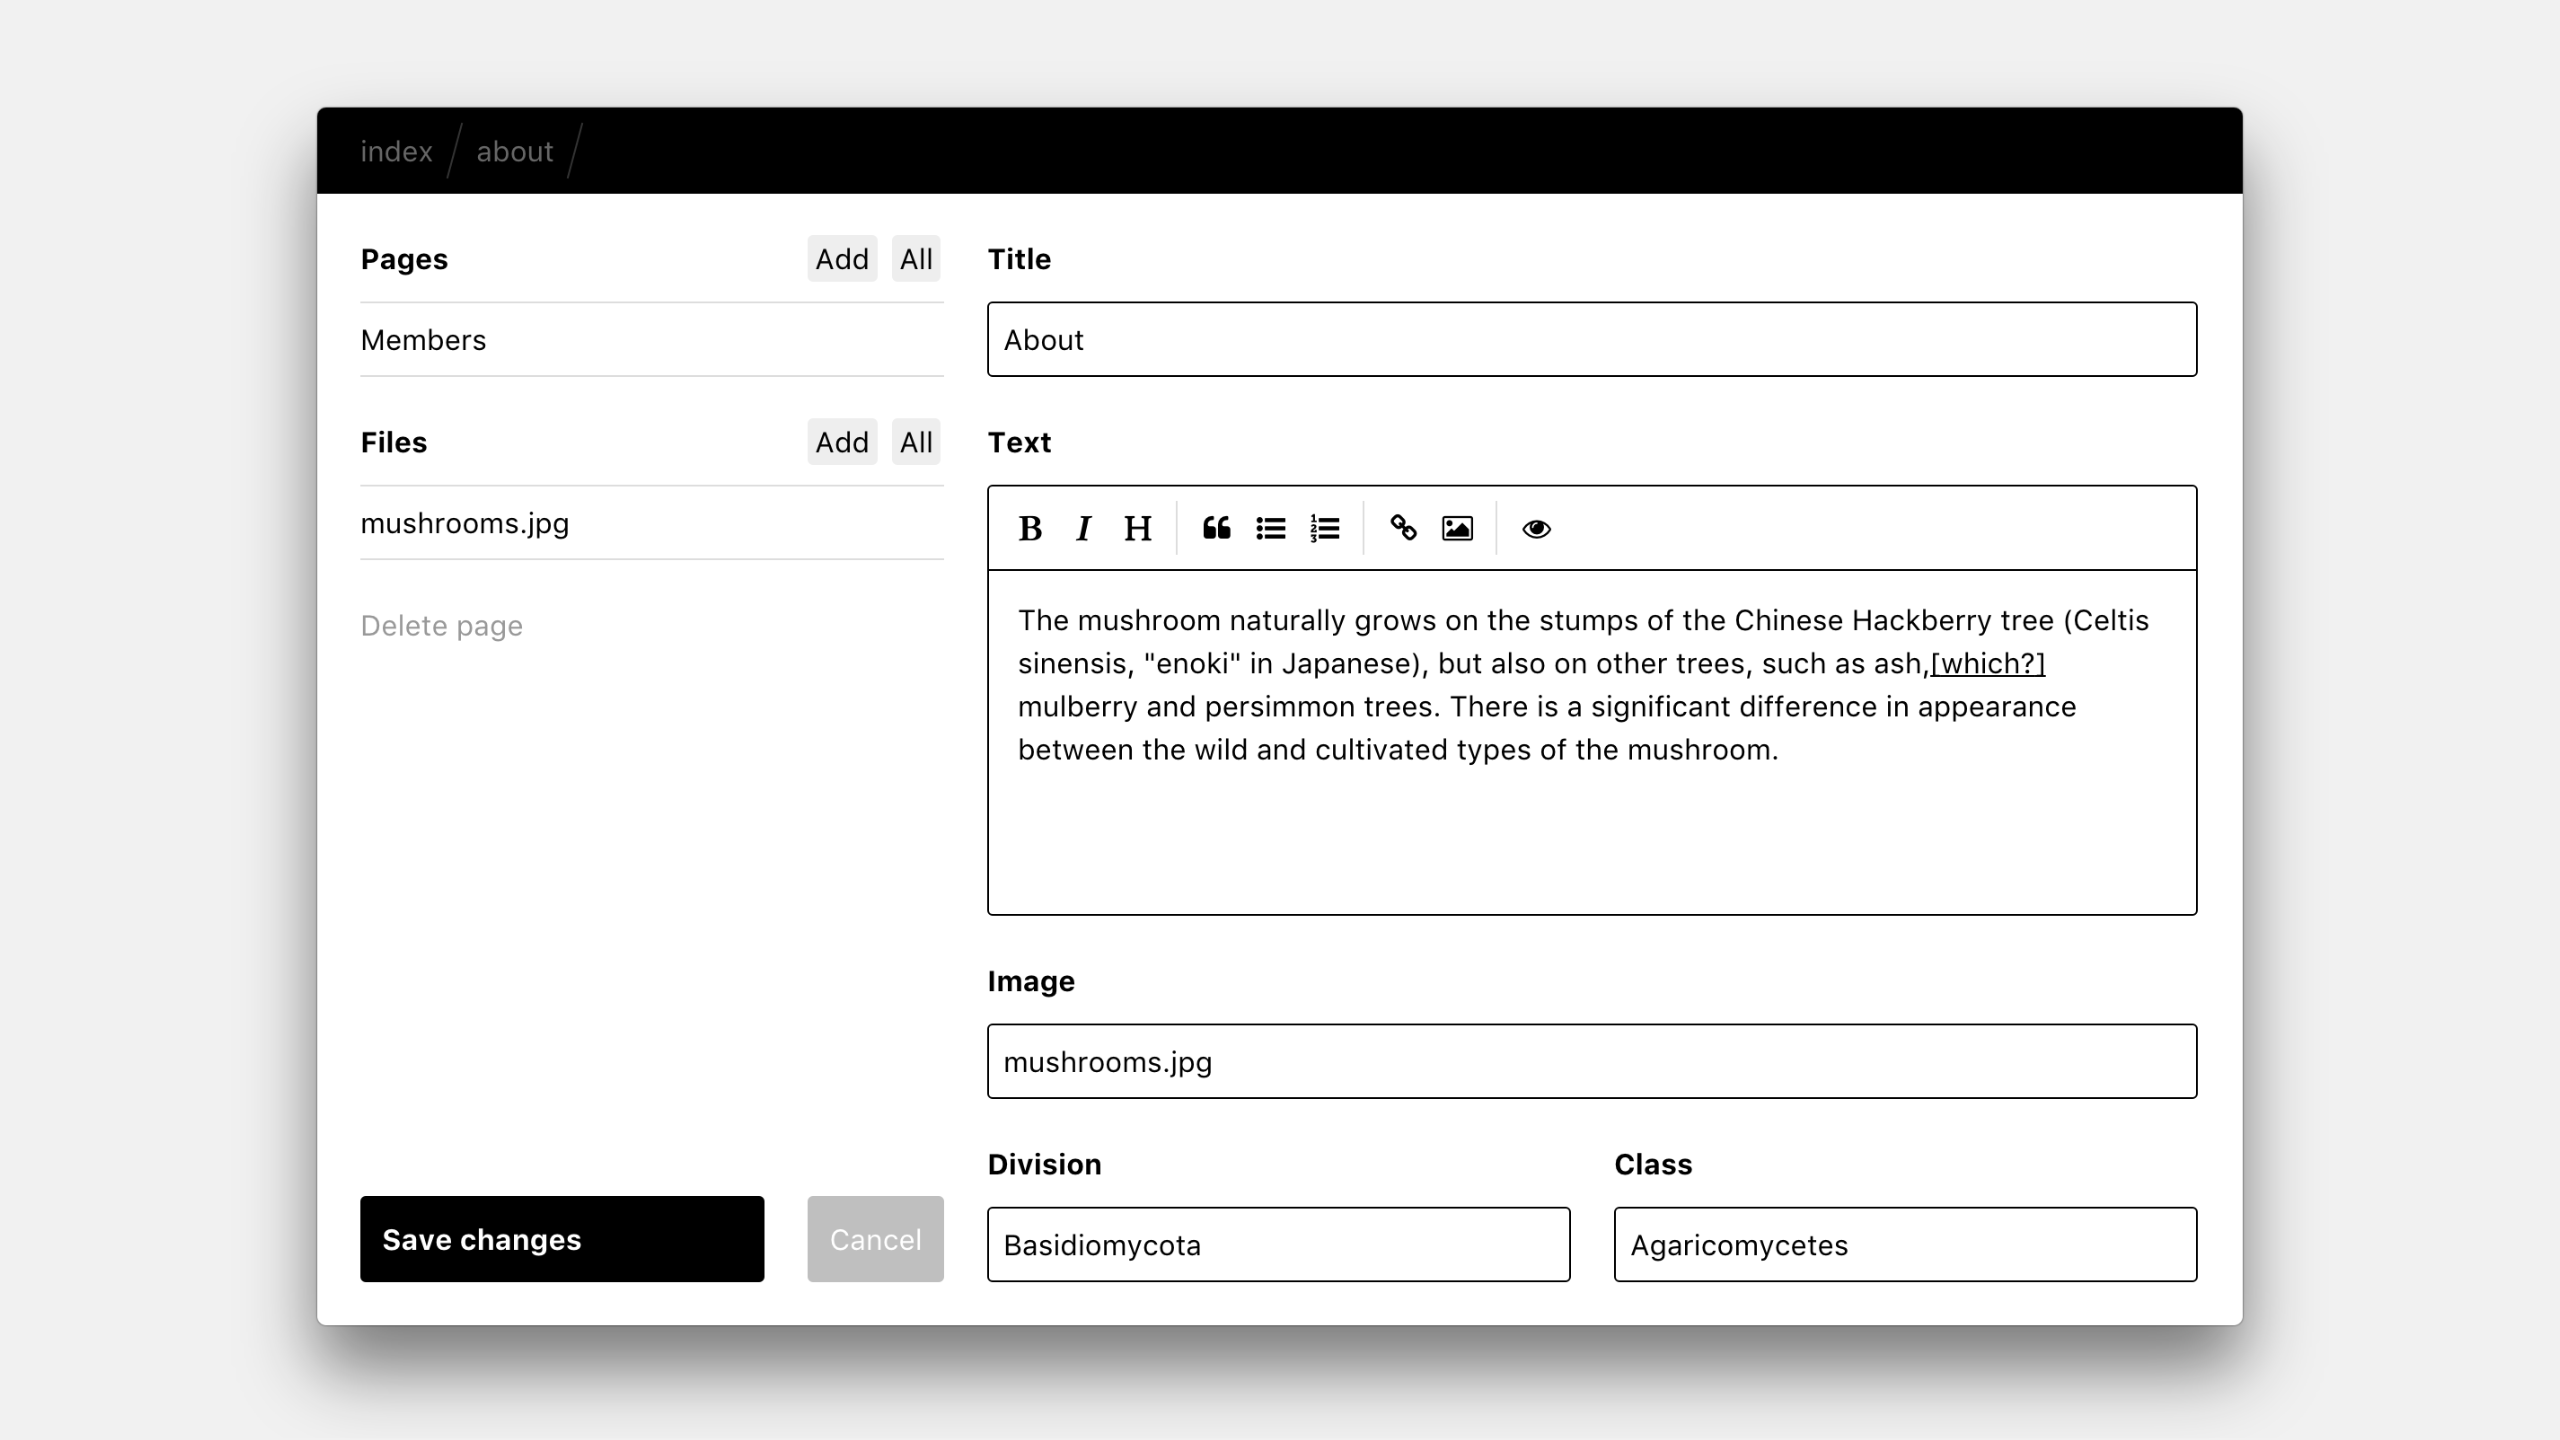 index / about /
Pages
Add
All
Members
Files
Add
All
mushrooms.jpg
Delete page
Save changes
Cancel
Title
About
Text
B I H
The mushroom naturally grows on the stumps of the Chinese Hackberry tree (Celtis
sinensis, "enoki" in Japanese), but also on other trees, such as ash,[which?]
mulberry and persimmon trees. There is a significant difference in appearance
between the wild and cultivated types of the mushroom.
Image
mushrooms.jpg
Division
Basidiomycota
Class
Agaricomycetes